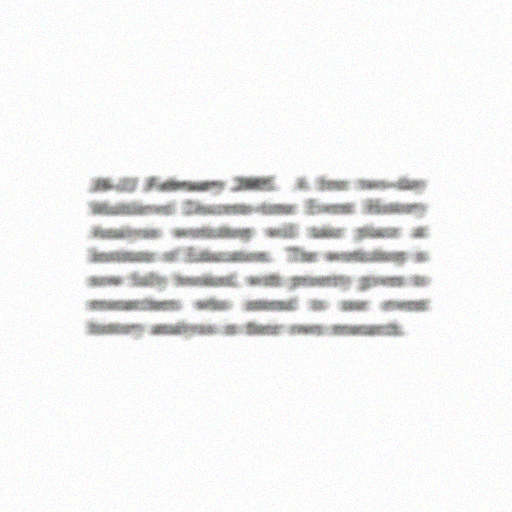 10-11 February 2005. A free two-day
Multilevel Discrete-time Event History
Analysis workshop will take place at
Institute of Education. The workshop is
now fully booked, with priority given to
researchers who intend to use event
history analysis in their own research.